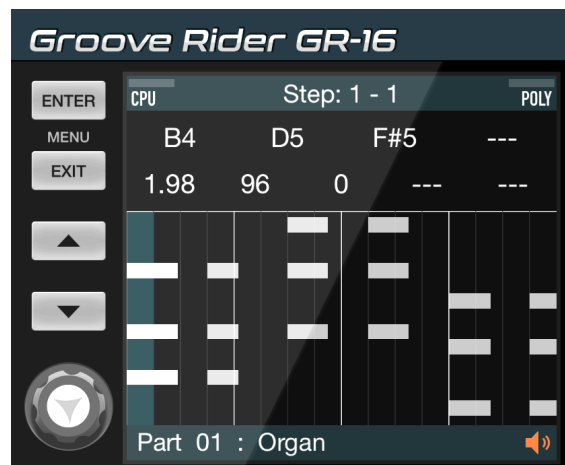 Groove Rider GR-16
ENTER
MENU
EXIT
CPU Step: 1 - 1 POLY
B4 D5 F#5 ---
1.98 96 0 --- ---
Part 01 : Organ